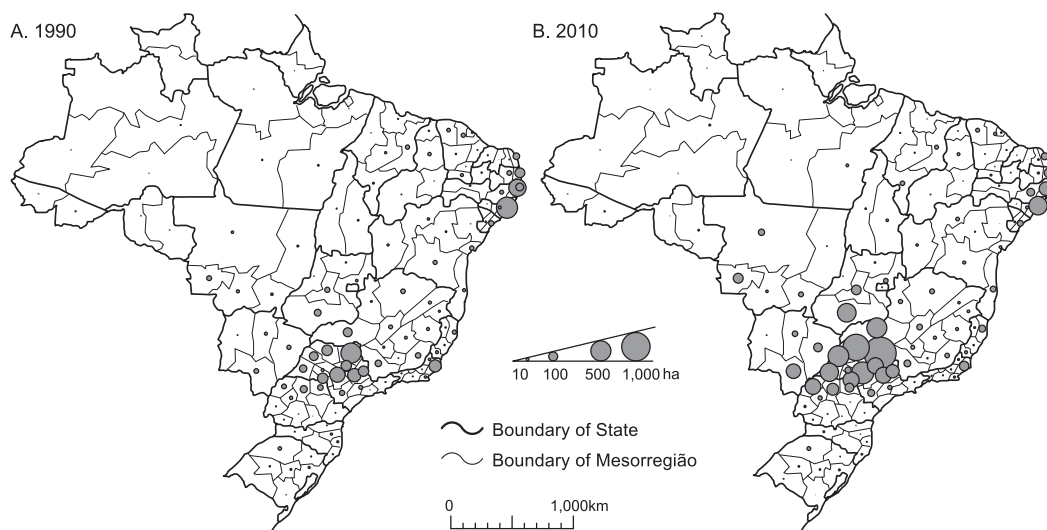 A. 1990
B. 2010
10 100 500 1,000 ha
Boundary of State
Boundary of Mesorregião
0 1,000km